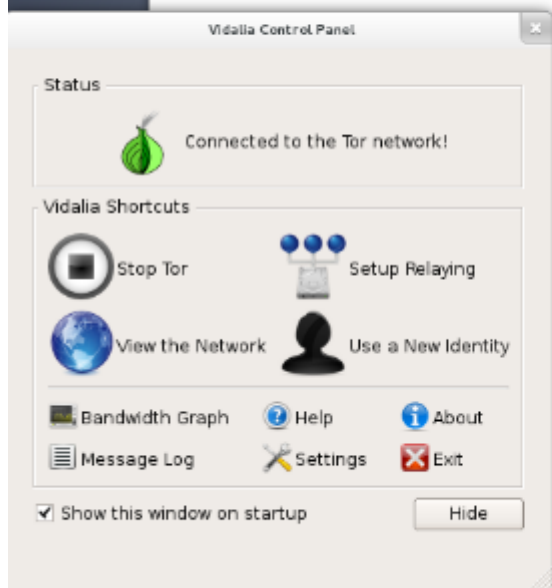 Vidalia Control Panel
Status
Connected to the Tor network!
Vidalia Shortcuts
Stop Tor
Setup Relaying
View the Network
Use a New Identity
Bandwidth Graph
Help
About
Message Log
Settings
Exit
Show this window on startup
Hide